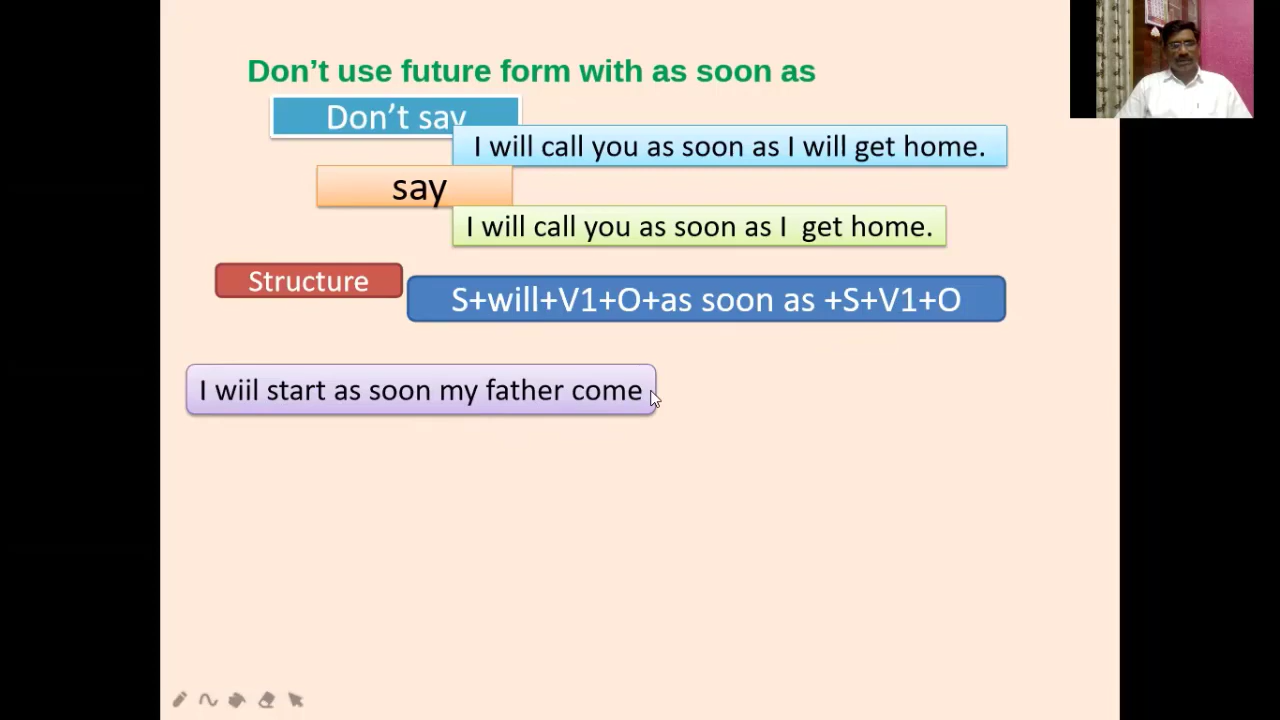 Don’t use future form with as soon as
Don’t say
I will call you as soon as I will get home.
say
I will call you as soon as I get home.
Structure
S+will+V1+O+as soon as +S+V1+O
I wiil start as soon my father come